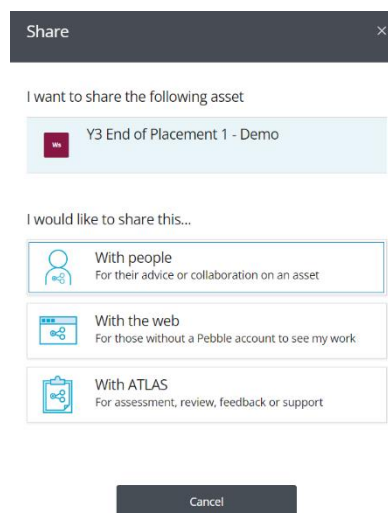 Share
×
I want to share the following asset
Ws
Y3 End of Placement 1 - Demo
I would like to share this...
With people
For their advice or collaboration on an asset
With the web
For those without a Pebble account to see my work
With ATLAS
For assessment, review, feedback or support
Cancel